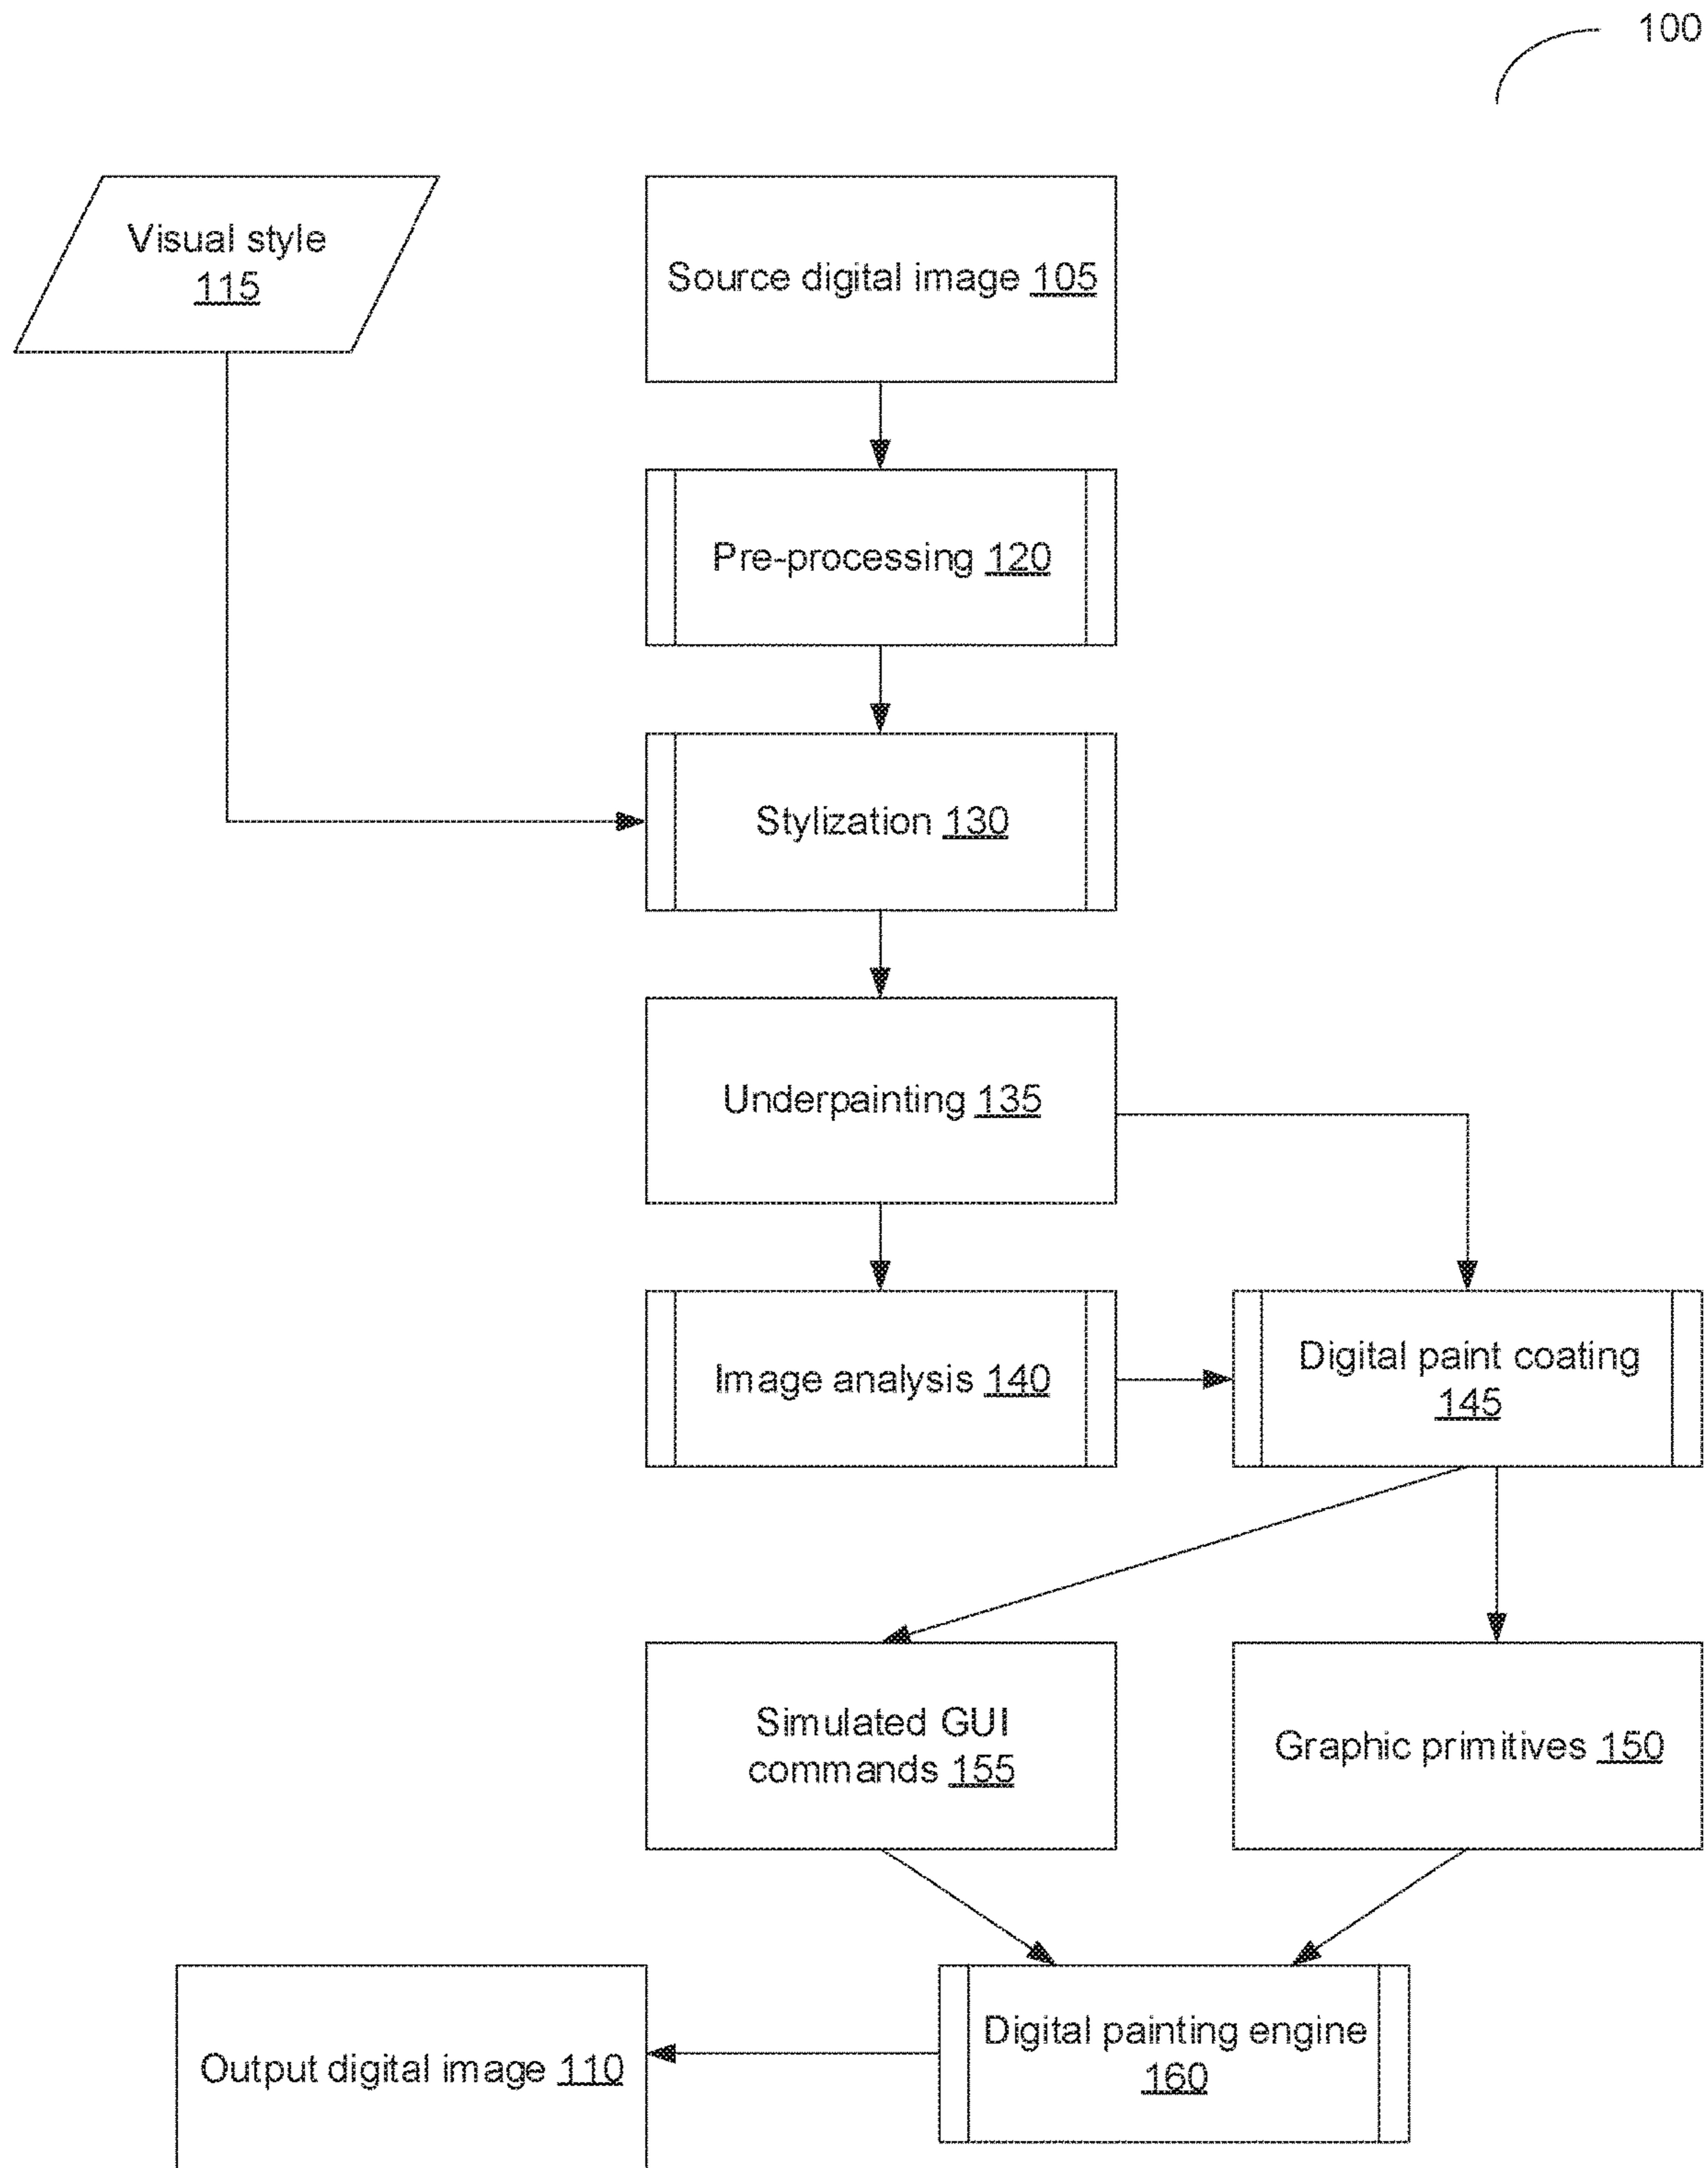 100
Visual style
115
Source digital image 105
Pre-processing 120
Stylization 130
Underpainting 135
Image analysis 140
Digital paint coating
145
Simulated GUI
commands 155
Graphic primitives 150
Digital painting engine
160
Output digital image 110